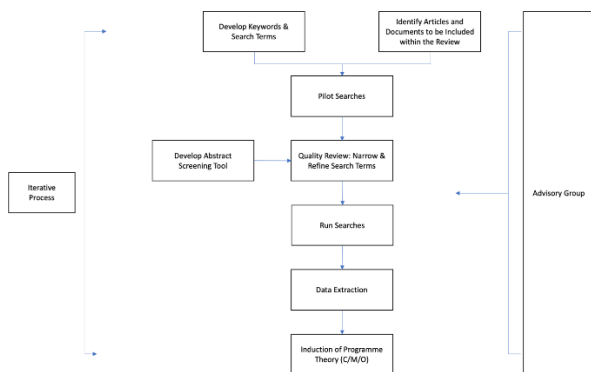 Develop Keywords &
Search Terms
Identify Articles and
Documents to be Included
within the Review
Pilot Searches
Develop Abstract
Screening Tool
Quality Review: Narrow &
Refine Search Terms
Iterative
Process
Advisory Group
Run Searches
Data Extraction
Induction of Programme
Theory (C/M/O)